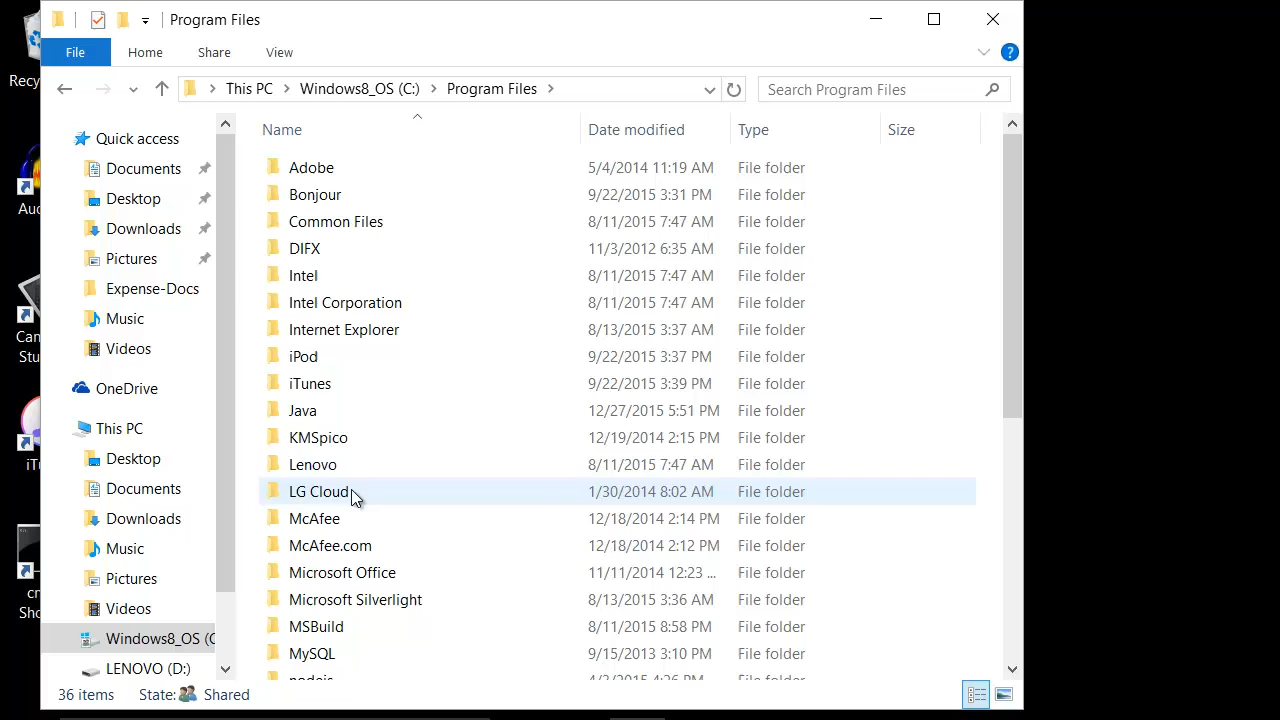 Program Files
File Home Share View
This PC Windows8_OS (C:) Program Files Search Program Files
Name Date modified Type Size
Quick access
Documents
Desktop
Downloads
Pictures
Expense-Docs
Music
Videos
OneDrive
This PC
Desktop
Documents
Downloads
Music
Pictures
Videos
Windows8_OS (C
LENOVO (D:)
Adobe 5/4/2014 11:19 AM File folder
Bonjour 9/22/2015 3:31 PM File folder
Common Files 8/11/2015 7:47 AM File folder
DIFX 11/3/2012 6:35 AM File folder
Intel 8/11/2015 7:47 AM File folder
Intel Corporation 8/11/2015 7:47 AM File folder
Internet Explorer 8/13/2015 3:37 AM File folder
iPod 9/22/2015 3:37 PM File folder
iTunes 9/22/2015 3:39 PM File folder
Java 12/27/2015 5:51 PM File folder
KMSpico 12/19/2014 2:15 PM File folder
Lenovo 8/11/2015 7:47 AM File folder
LG Cloud 1/30/2014 8:02 AM File folder
McAfee 12/18/2014 2:14 PM File folder
McAfee.com 12/18/2014 2:12 PM File folder
Microsoft Office 11/11/2014 12:23 ... File folder
Microsoft Silverlight 8/13/2015 3:36 AM File folder
MSBuild 8/11/2015 8:58 PM File folder
MySQL 9/15/2013 3:10 PM File folder
36 items State: Shared
Recyc
Aud
Can
Stu
iT
cn
Sho